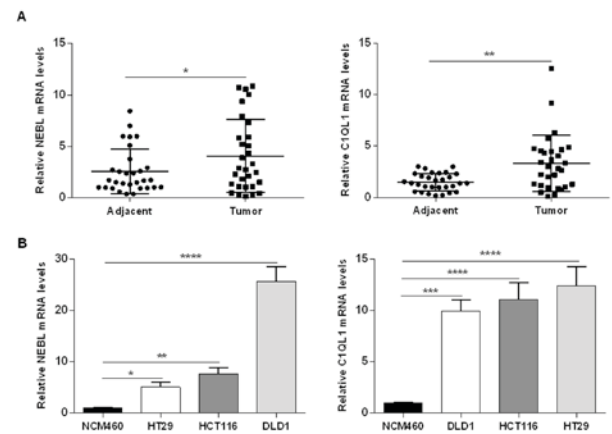 A
Relative NEBL mRNA levels
15
10
5
0
*
Adjacent
Tumor
Relative C1QL1 mRNA levels
15
10
5
0
**
Adjacent
Tumor
B
Relative NEBL mRNA levels
30
20
10
0
****
**
*
NCM460
HT29
HCT116
DLD1
Relative C1QL1 mRNA levels
15
10
5
0
****
****
***
NCM460
DLD1
HCT116
HT29